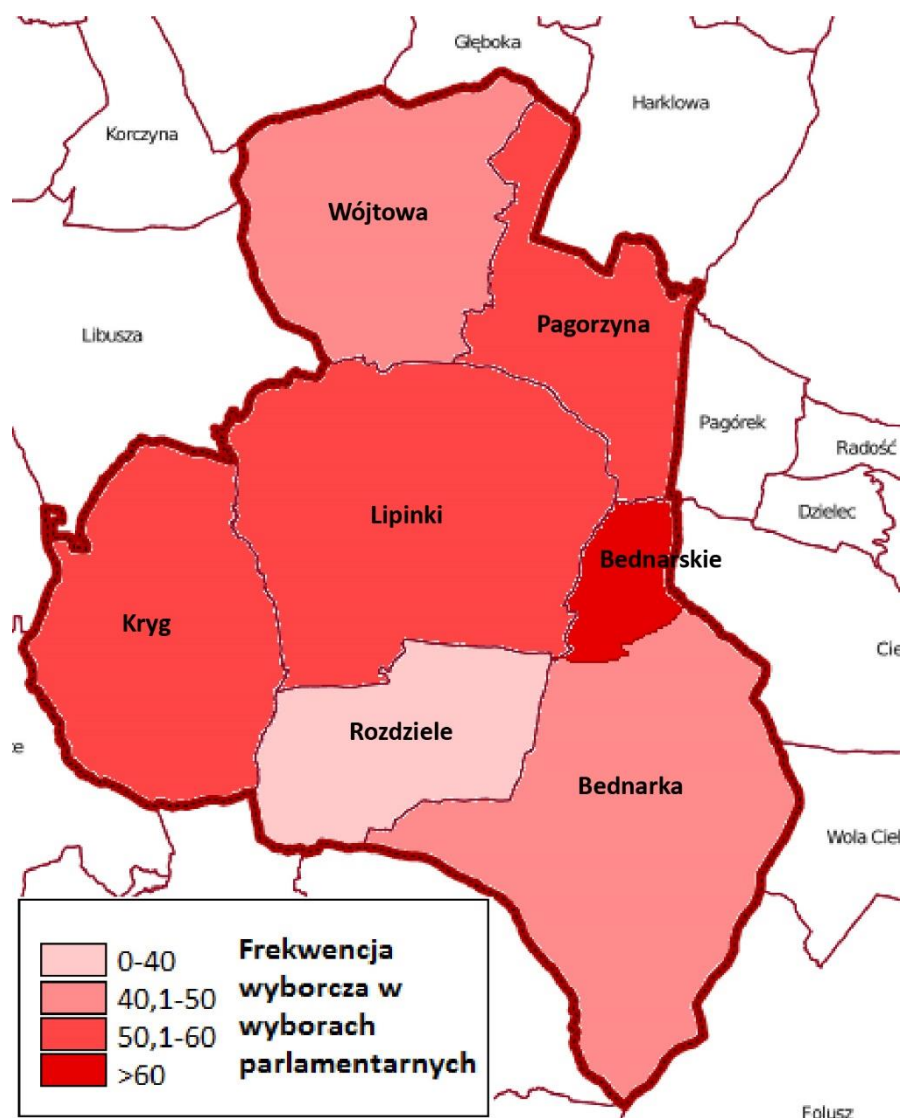 Głęboka
Harklowa
Korczyna
Wójtowa
Pagorzyna
Libusza
Pagórek
Radość
Dzielec
Lipinki
Bednarskie
Kryg
Cie
Rozdziele
Bednarka
Wola Ciel
0-40
40,1-50
50,1-60
>60
Frekwencja
wyborcza w
wyborach
parlamentarnych
Folusz